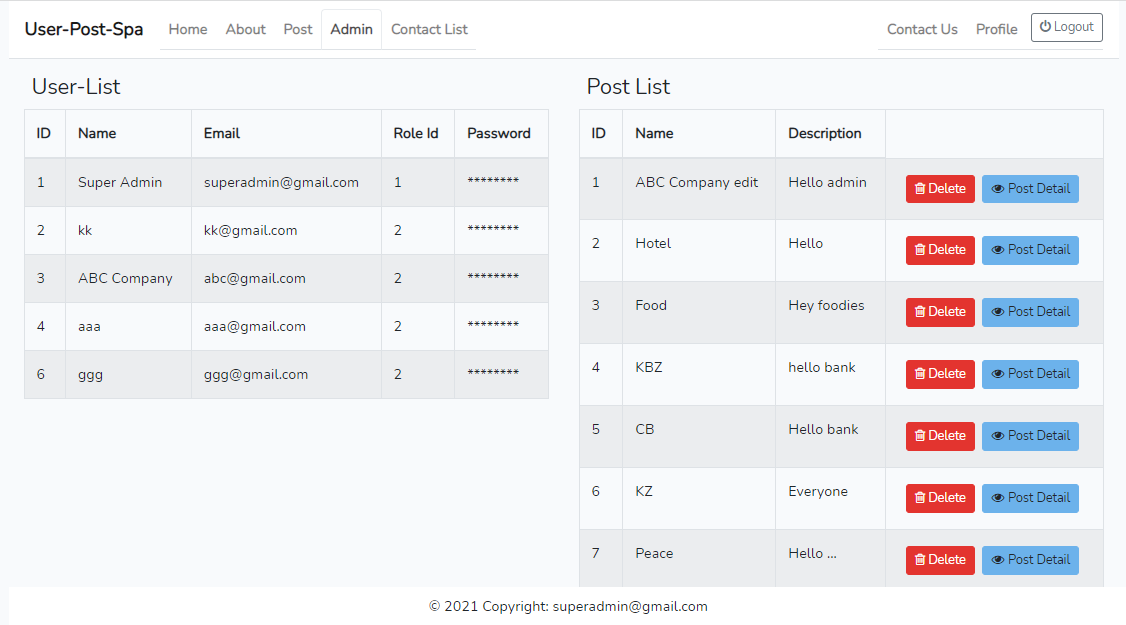 User-Post-Spa Home About Post Admin Contact List Contact Us Profile Logout
User-List
ID Name Email Role Id Password
1 Super Admin superadmin@gmail.com 1 ********
2 kk kk@gmail.com 2 ********
3 ABC Company abc@gmail.com 2 ********
4 aaa aaa@gmail.com 2 ********
6 ggg ggg@gmail.com 2 ********
Post List
ID Name Description
1 ABC Company edit Hello admin Delete Post Detail
2 Hotel Hello Delete Post Detail
3 Food Hey foodies Delete Post Detail
4 KBZ hello bank Delete Post Detail
5 CB Hello bank Delete Post Detail
6 KZ Everyone Delete Post Detail
7 Peace Hello ... Delete Post Detail
© 2021 Copyright: superadmin@gmail.com